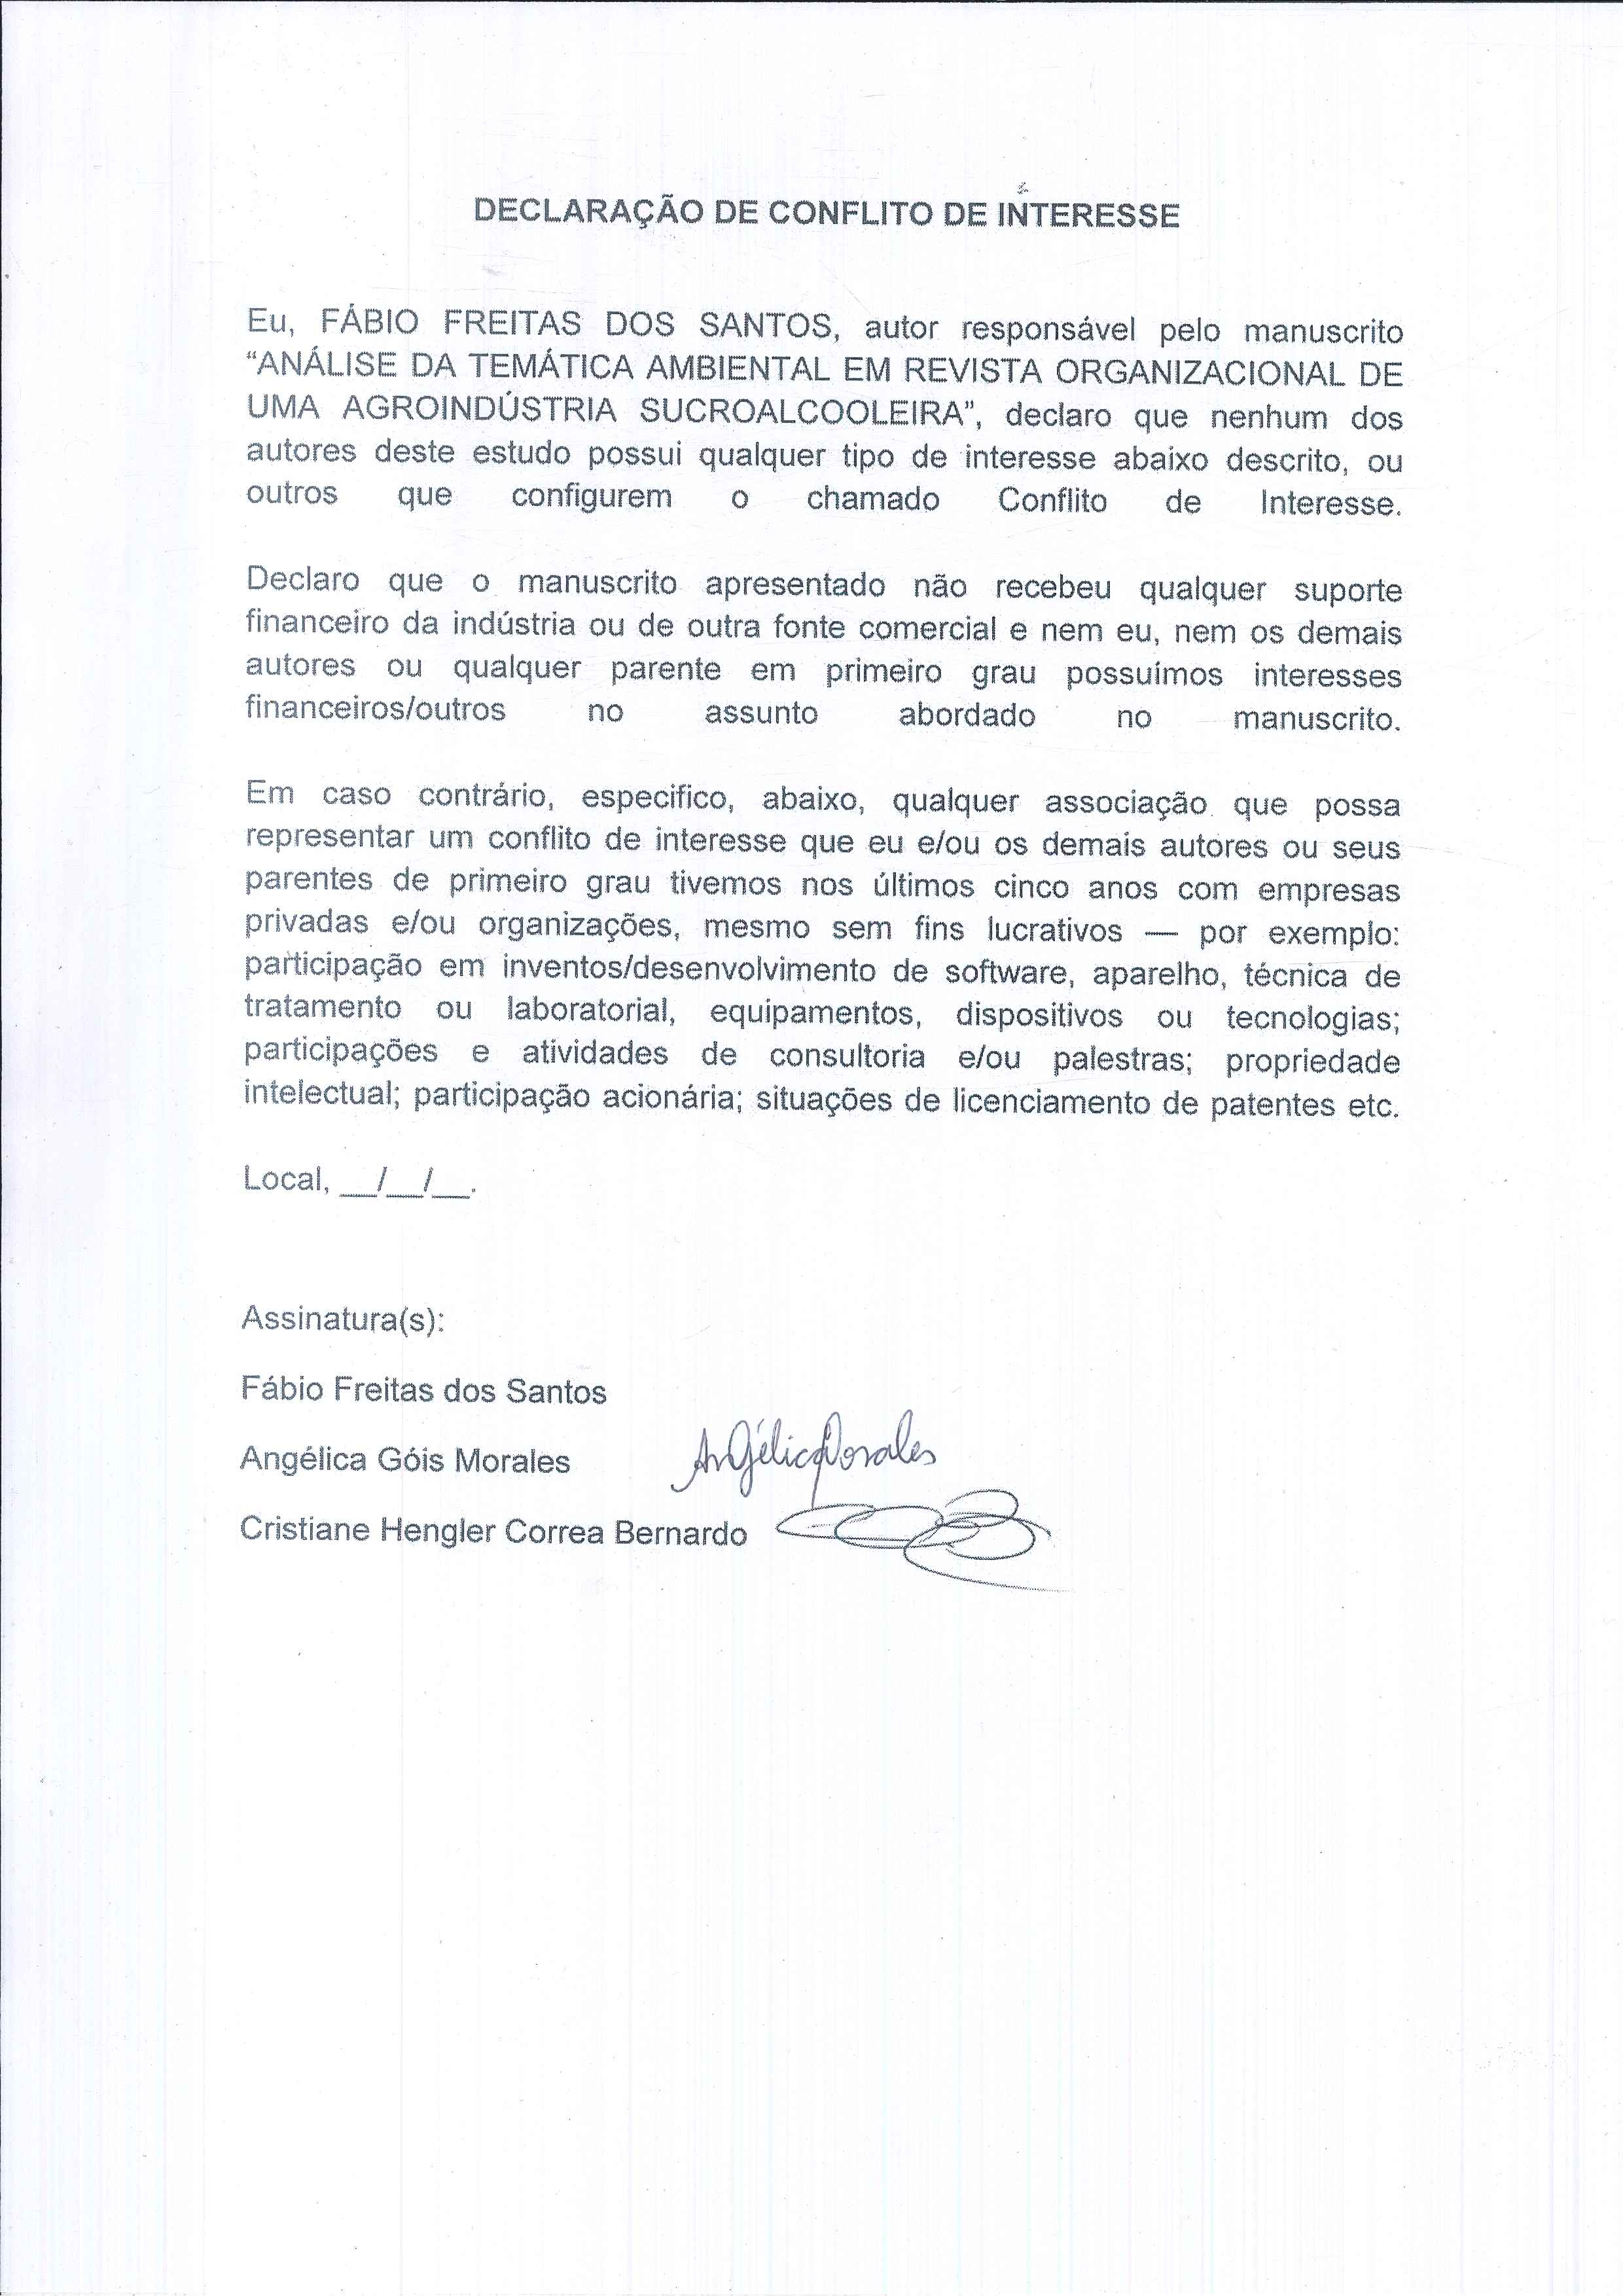 DECLARAÇÃO DE CONFLITO DE INTERESSE
Eu, FÁBIO FREITAS DOS SANTOS, autor responsável pelo manuscrito
“ANÁLISE DA TEMÁTICA AMBIENTAL EM REVISTA ORGANIZACIONAL DE
UMA AGROINDÚSTRIA SUCROALCOOLEIRA”, declaro que nenhum dos
autores deste estudo possui qualquer tipo de interesse abaixo descrito, ou
outros que configurem o chamado Conflito de Interesse.
Declaro que o manuscrito apresentado não recebeu qualquer suporte
financeiro da indústria ou de outra fonte comercial e nem eu, nem os demais
autores ou qualquer parente em primeiro grau possuímos interesses
financeiros/outros no assunto abordado no manuscrito.
Em caso contrário, especifico, abaixo, qualquer associação que possa
representar um conflito de interesse que eu e/ou os demais autores ou seus
parentes de primeiro grau tivemos nos últimos cinco anos com empresas
privadas e/ou organizações, mesmo sem fins lucrativos — por exemplo:
participação em inventos/desenvolvimento de software, aparelho, técnica de
tratamento ou laboratorial, equipamentos, dispositivos ou tecnologias;
participações e atividades de consultoria e/ou palestras; propriedade
intelectual; participação acionária; situações de licenciamento de patentes etc.
Local, __/__/__.
Assinatura(s):
Fábio Freitas dos Santos
Angélica Góis Morales Angélica Morales
Cristiane Hengler Correa Bernardo